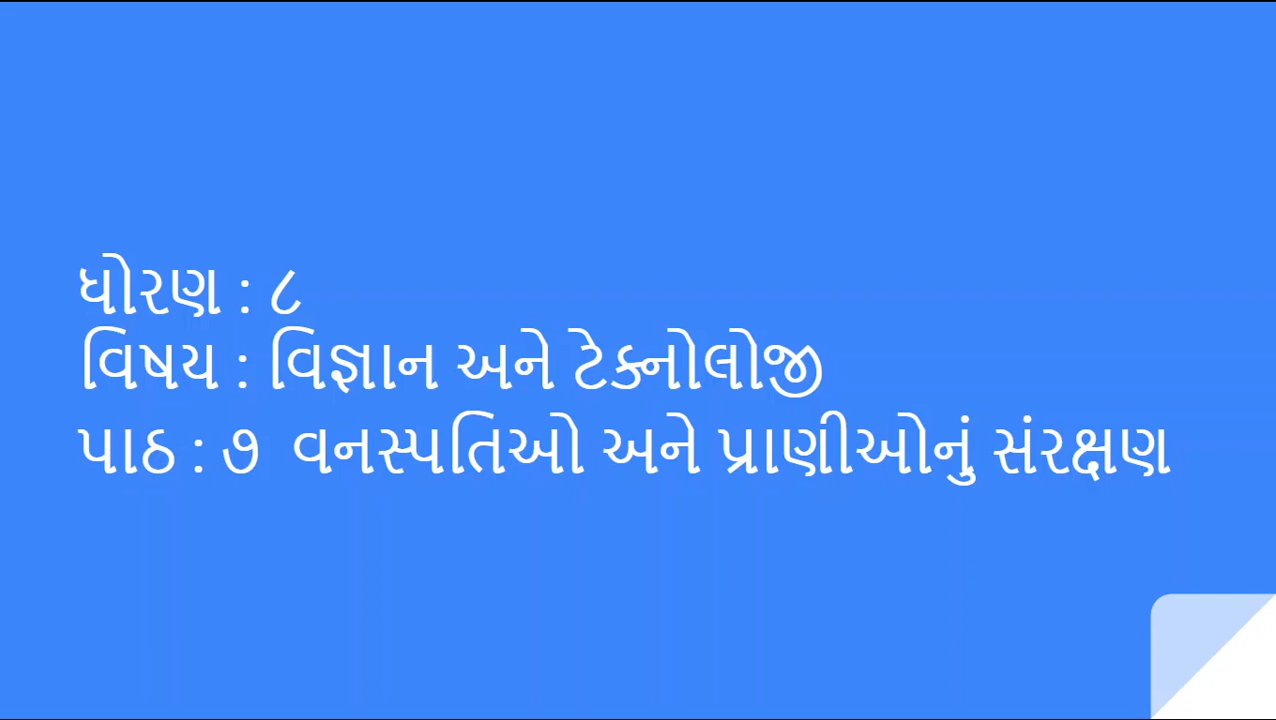 ધોરણ : ૮
વિષય : વિજ્ઞાન અને ટેક્નોલોજી
પાઠ : ૭ વનસ્પતિઓ અને પ્રાણીઓનું સંરક્ષણ